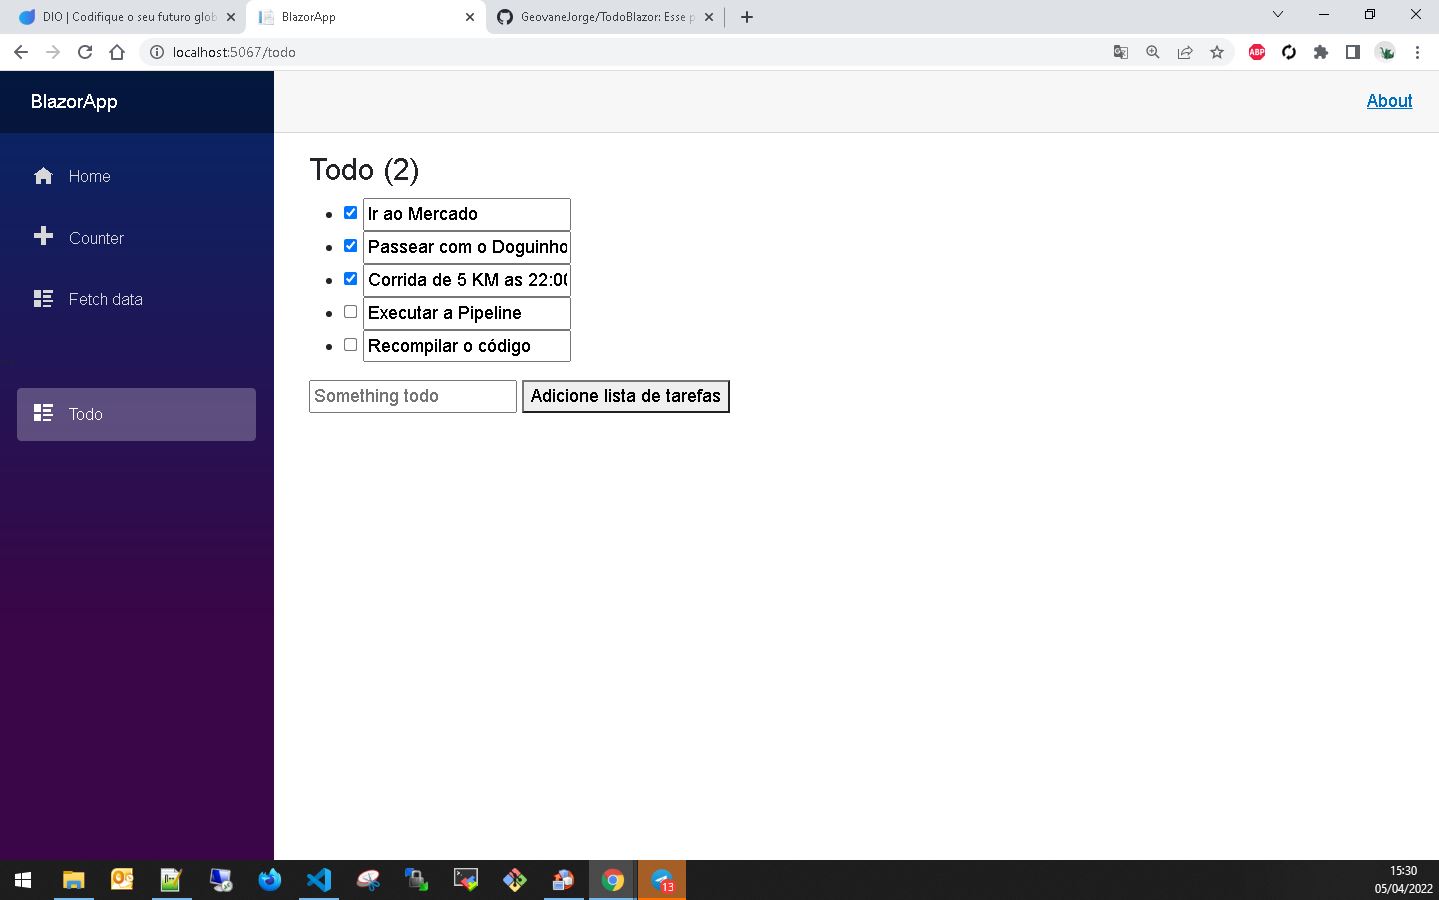 DIO | Codifique o seu futuro glob
BlazorApp
GeovaneJorge/TodoBlazor: Esse p
localhost:5067/todo
ABP
BlazorApp
About
Home
Counter
Fetch data
Todo
Todo (2)
Ir ao Mercado
Passear com o Doguinho
Corrida de 5 KM as 22:00
Executar a Pipeline
Recompilar o código
Something todo
Adicione lista de tarefas
13
15:30
05/04/2022